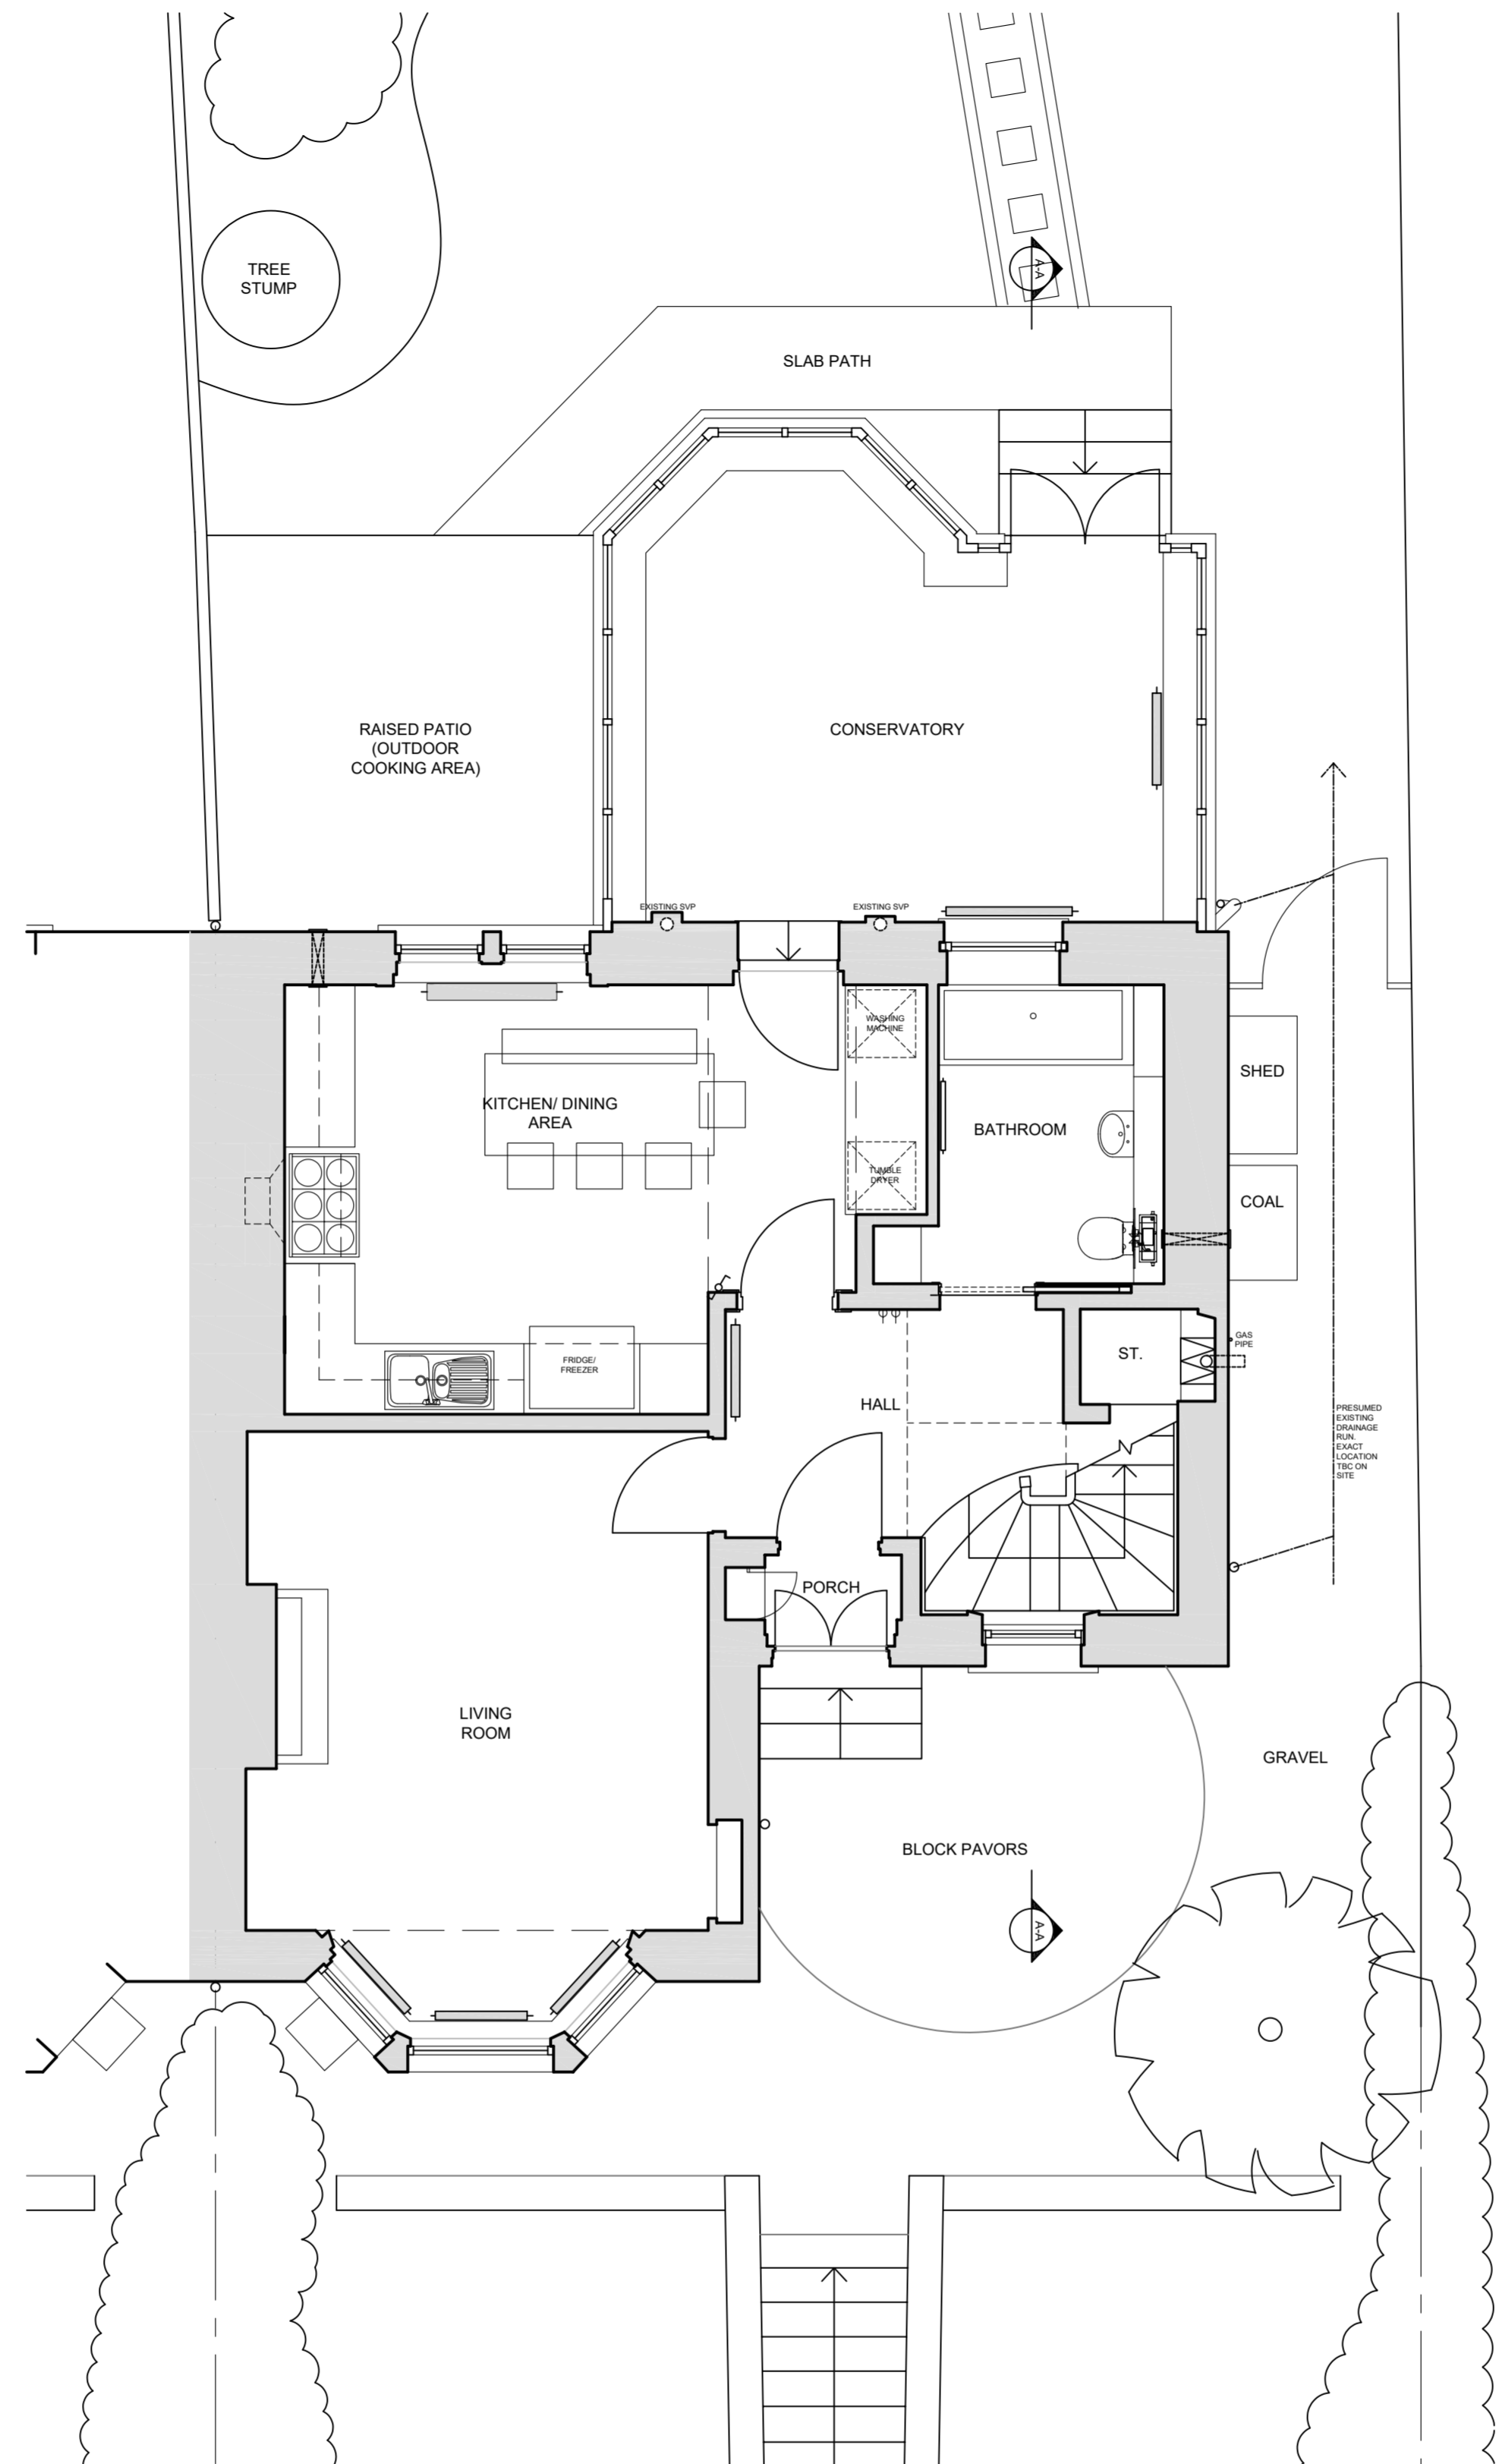 TREE
STUMP
A-A
SLAB PATH
RAISED PATIO
(OUTDOOR
COOKING AREA)
CONSERVATORY
EXISTING SVP
EXISTING SVP
WASHING
MACHINE
SHED
KITCHEN/ DINING
AREA
BATHROOM
TUMBLE
DRYER
COAL
GAS
PIPE
ST.
FRIDGE/
FREEZER
HALL
PRESUMED
EXISTING
DRAINAGE
RUN.
EXACT
LOCATION
TBC ON
SITE
PORCH
LIVING
ROOM
GRAVEL
BLOCK PAVORS
A-A